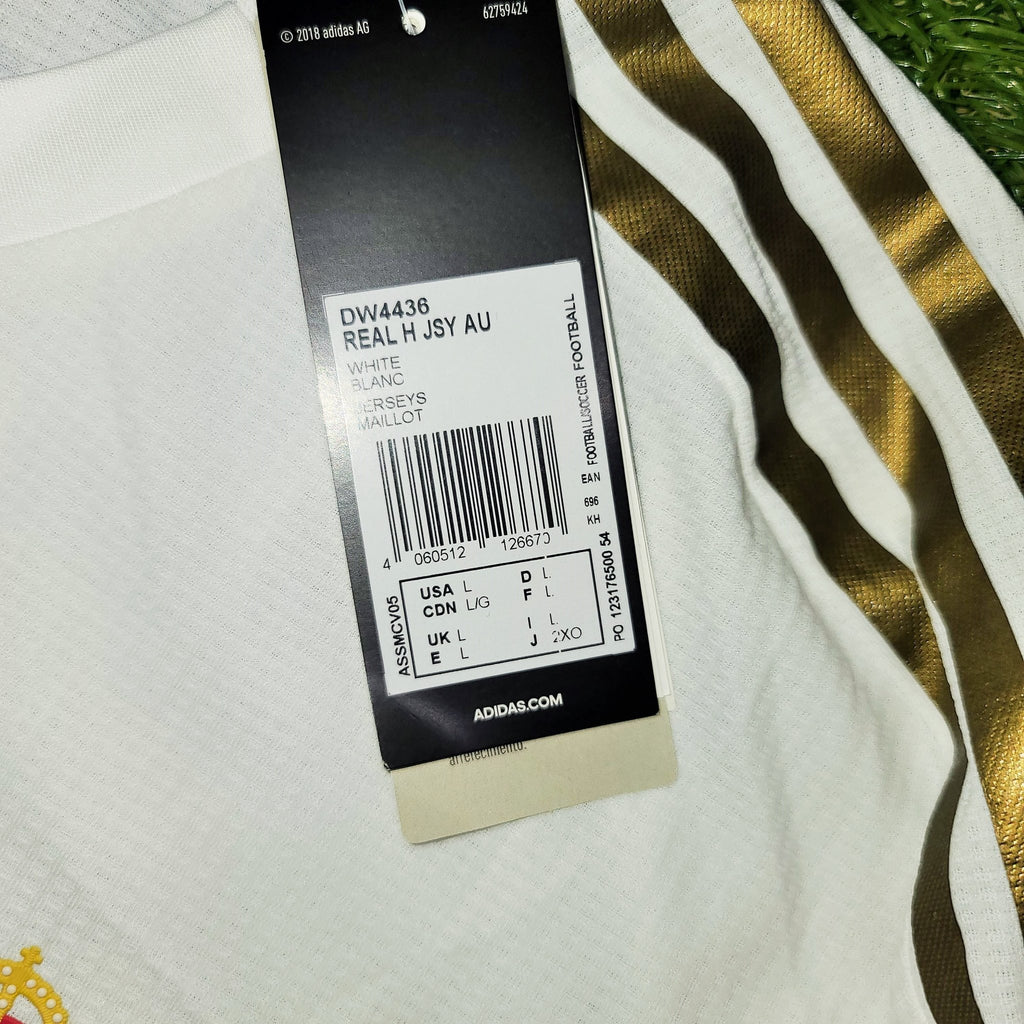 © 2018 adidas AG
62759424
DW4436
REAL H JSY AU
WHITE
BLANC
JERSEYS
MAILLOT
FOOTBALL/SOCCER FOOTBALL
EAN
696
KH
PO 123176500 54
4 060512 126670
ASSMCV05
USA L
CDN L/G
UK L
E L
D L
F L
I L
J 2XO
ADIDAS.COM